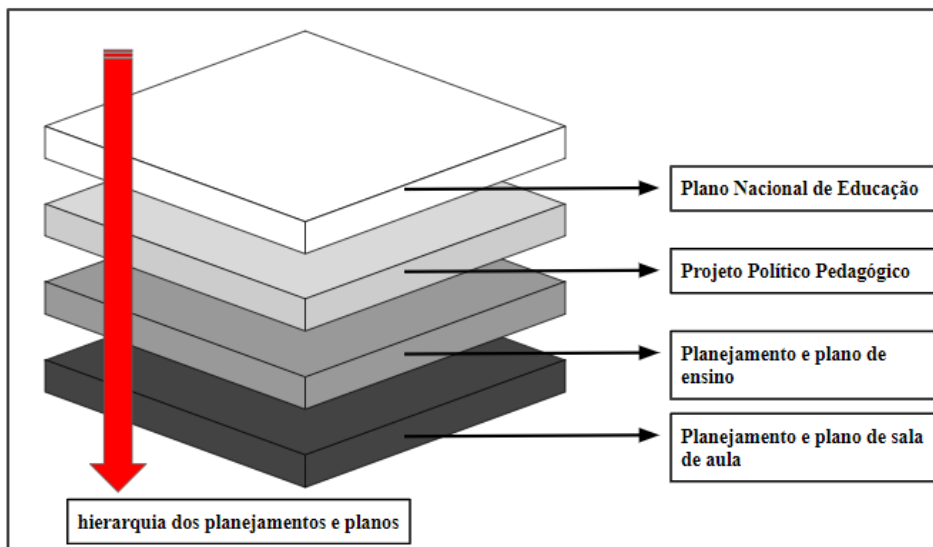 Plano Nacional de Educação
Projeto Político Pedagógico
Planejamento e plano de
ensino
Planejamento e plano de sala
de aula
hierarquia dos planejamentos e planos